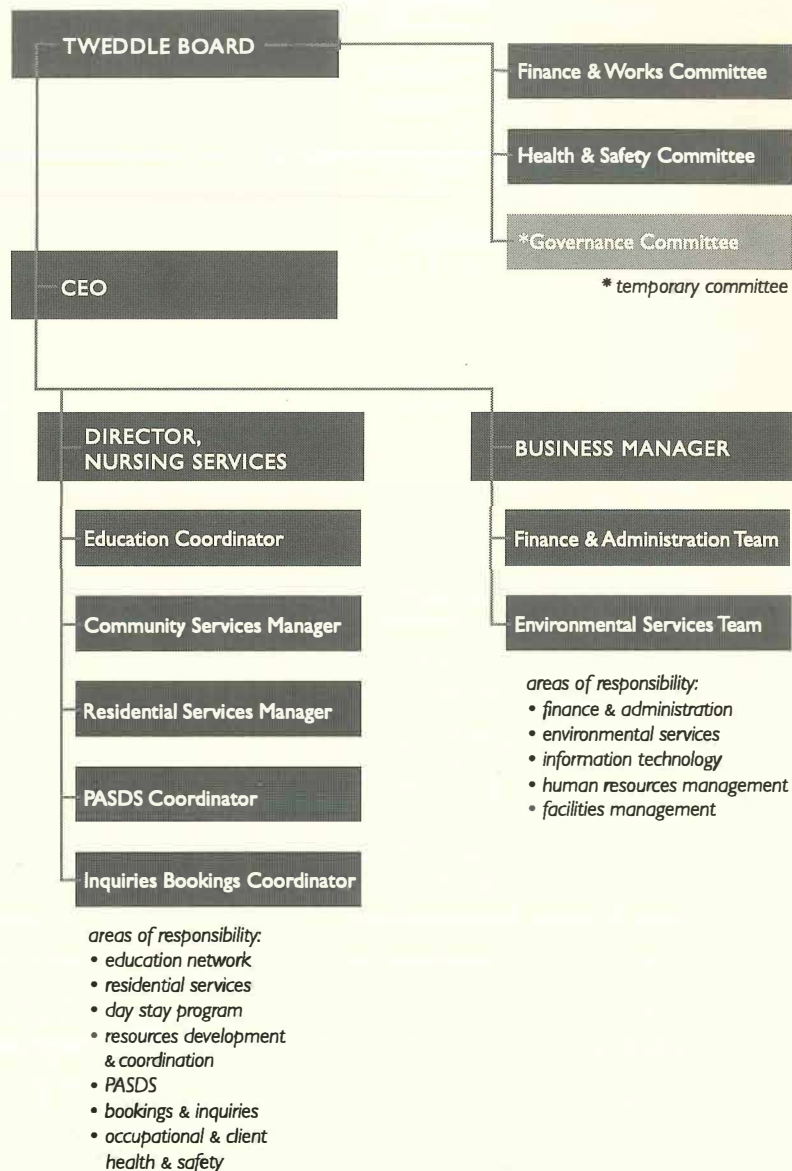 TWEDDLE BOARD
Finance & Works Committee
Health & Safety Committee
*Governance Committee
* temporary committee
CEO
DIRECTOR,
NURSING SERVICES
Education Coordinator
Community Services Manager
Residential Services Manager
PASDS Coordinator
Inquiries Bookings Coordinator
areas of responsibility:
• education network
• residential services
• day stay program
• resources development
& coordination
• PASDS
• bookings & inquiries
• occupational & client
health & safety
BUSINESS MANAGER
Finance & Administration Team
Environmental Services Team
areas of responsibility:
• finance & administration
• environmental services
• information technology
• human resources management
• facilities management